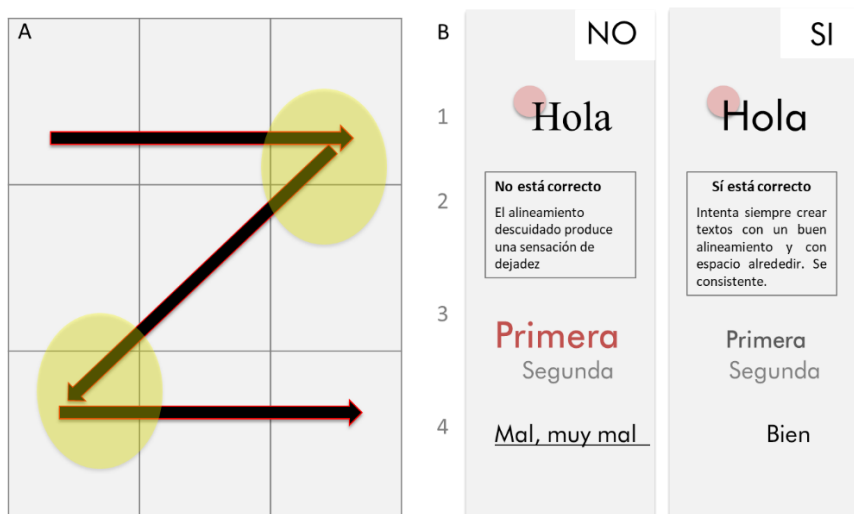 A
B
NO
SI
1
Hola
Hola
2
No está correcto
El alineamiento
descuidado produce
una sensación de
dejadez
Sí está correcto
Intenta siempre crear
textos con un buen
alineamiento y con
espacio alrededir. Se
consistente.
3
Primera
Segunda
Primera
Segunda
4
Mal, muy mal
Bien